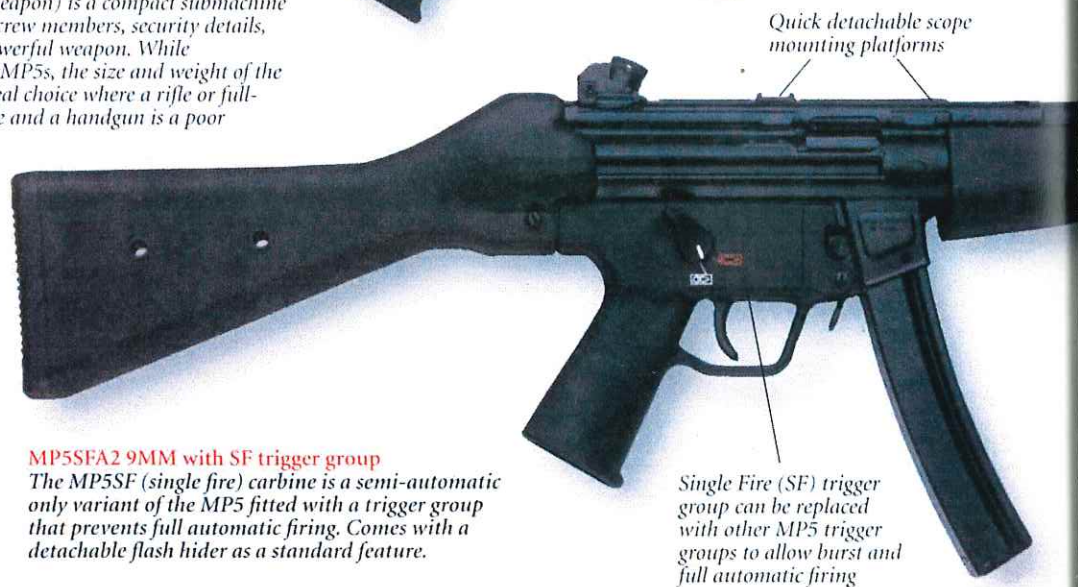 eapon) is a compact submachine
crew members, security details,
werful weapon. While
MP5s, the size and weight of the
eal choice where a rifle or full-
e and a handgun is a poor
Quick detachable scope
mounting platforms
MP5SFA2 9MM with SF trigger group
The MP5SF (single fire) carbine is a semi-automatic
only variant of the MP5 fitted with a trigger group
that prevents full automatic firing. Comes with a
detachable flash hider as a standard feature.
Single Fire (SF) trigger
group can be replaced
with other MP5 trigger
groups to allow burst and
full automatic firing